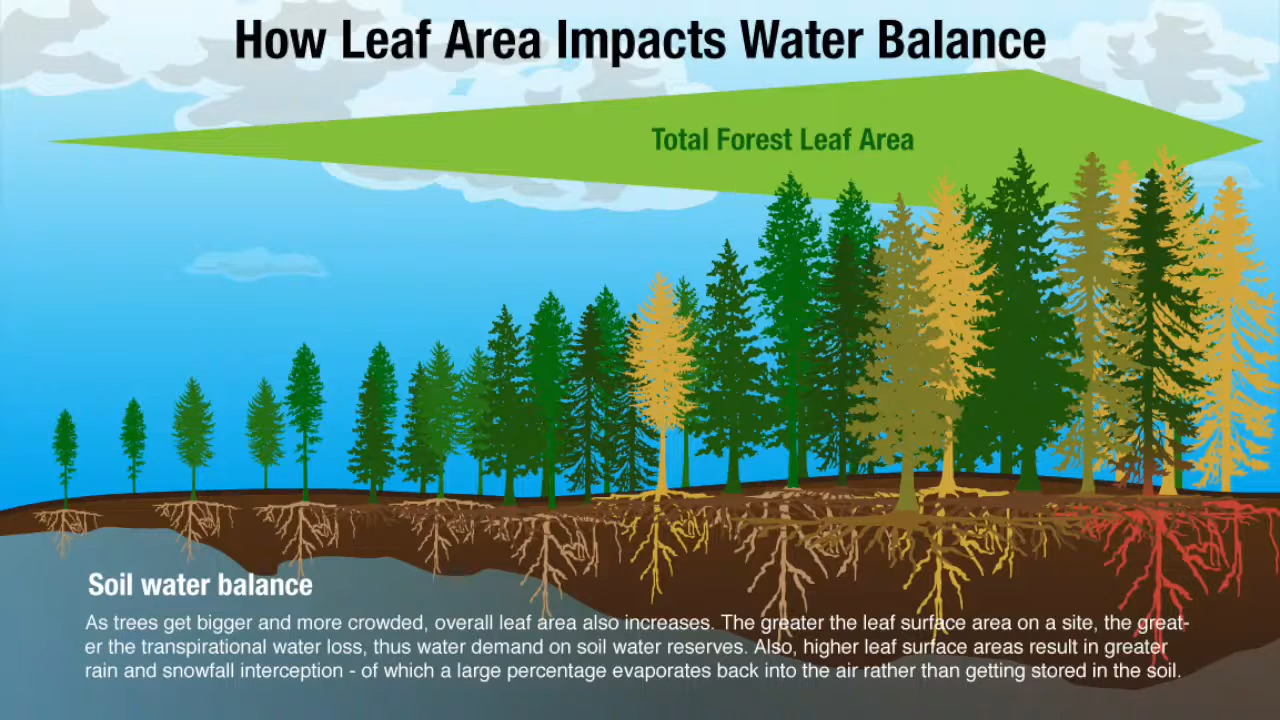 How Leaf Area Impacts Water Balance
Total Forest Leaf Area
Soil water balance
As trees get bigger and more crowded, overall leaf area also increases. The greater the leaf surface area on a site, the great-
er the transpirational water loss, thus water demand on soil water reserves. Also, higher leaf surface areas result in greater
rain and snowfall interception - of which a large percentage evaporates back into the air rather than getting stored in the soil.